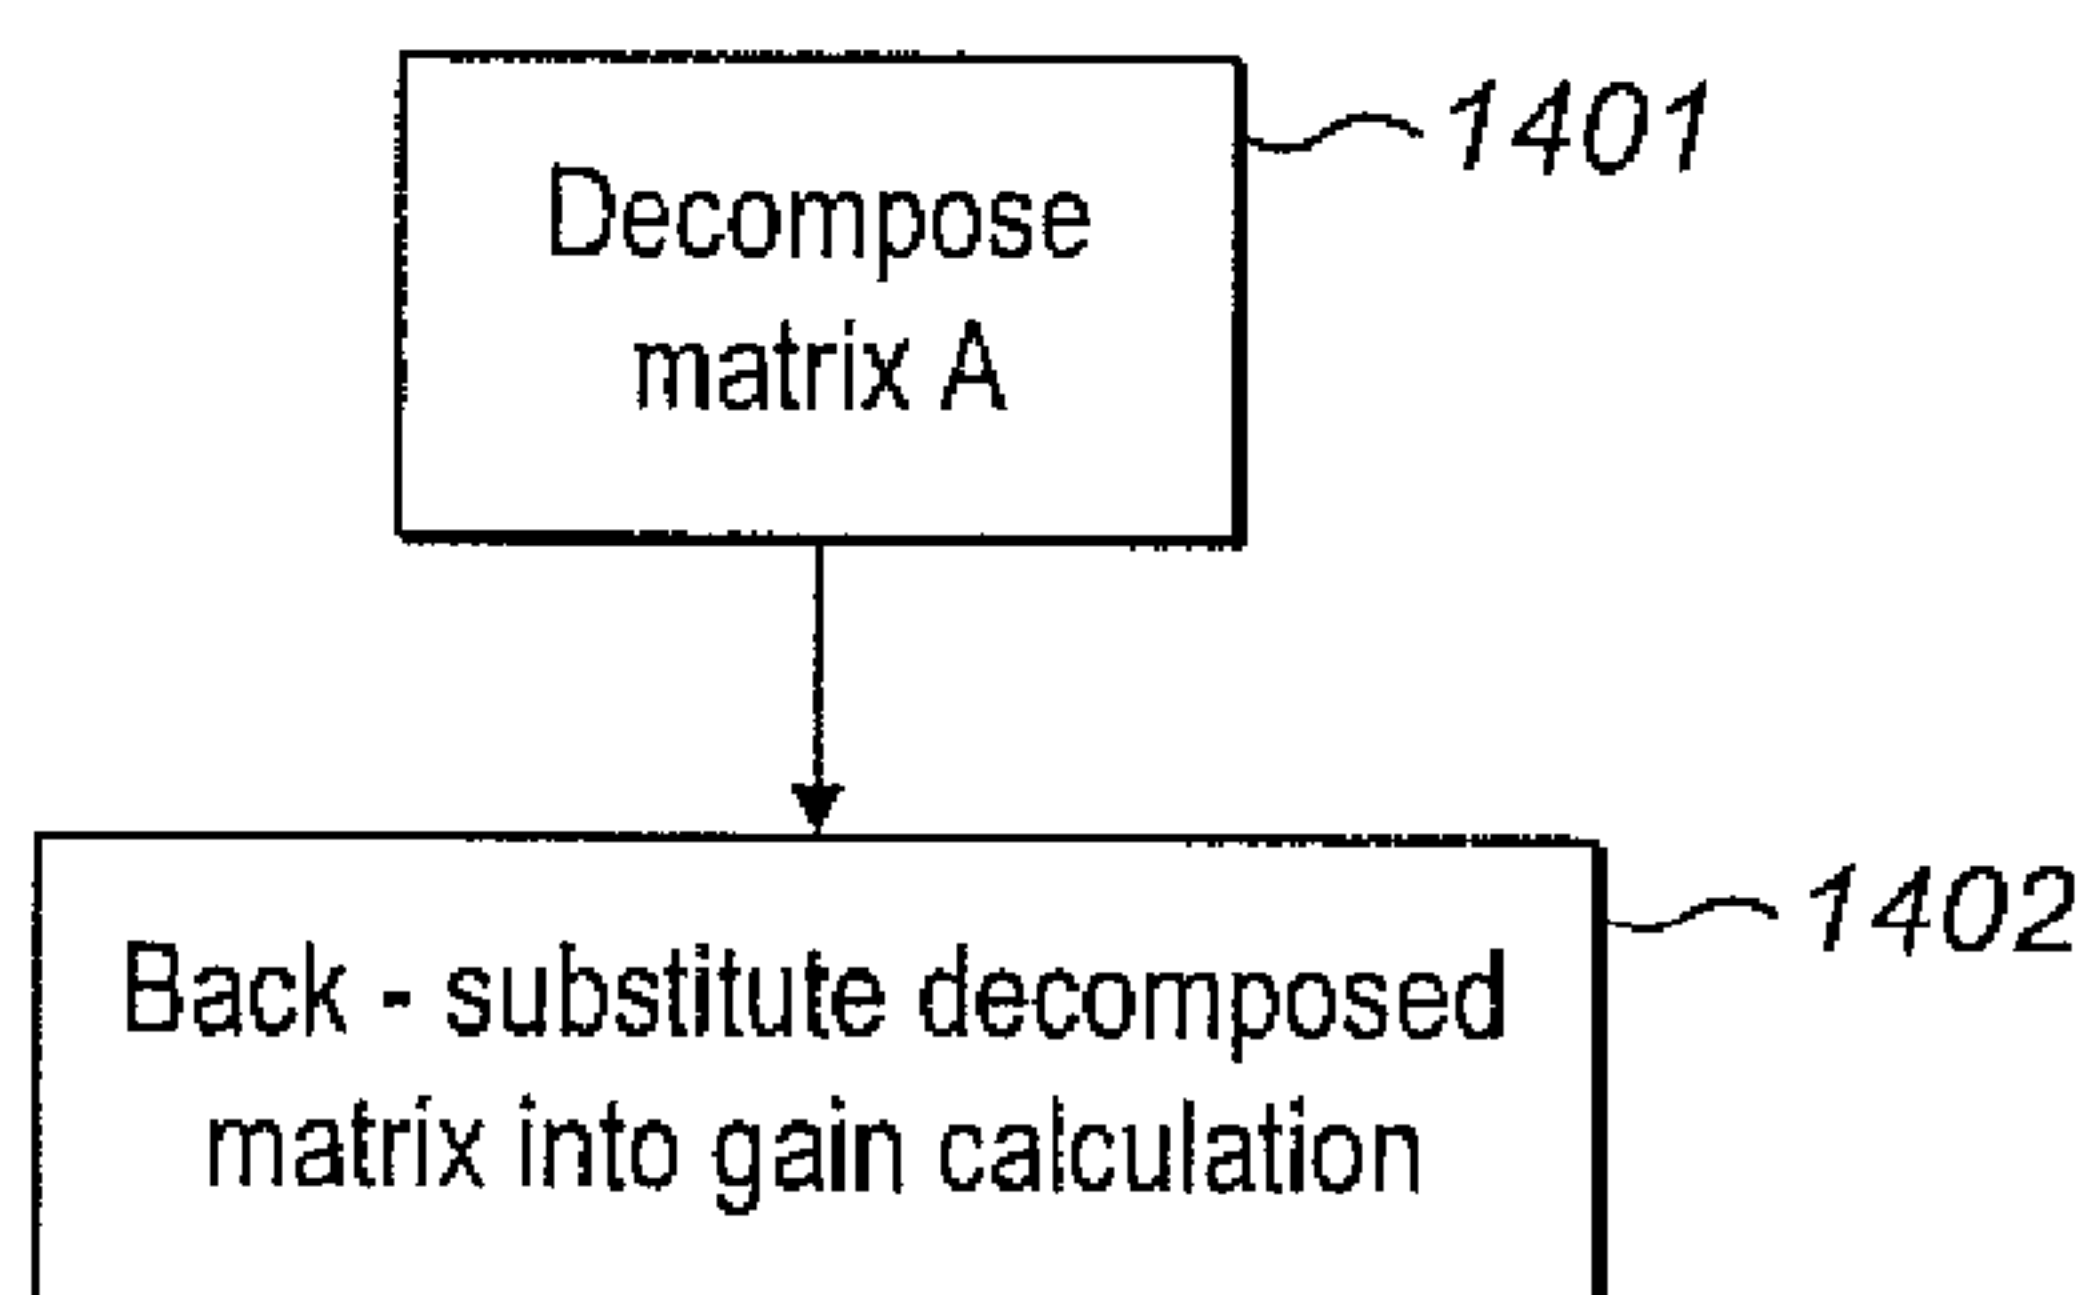 1401
Decompose
matrix A
1402
Back - substitute decomposed
matrix into gain calculation